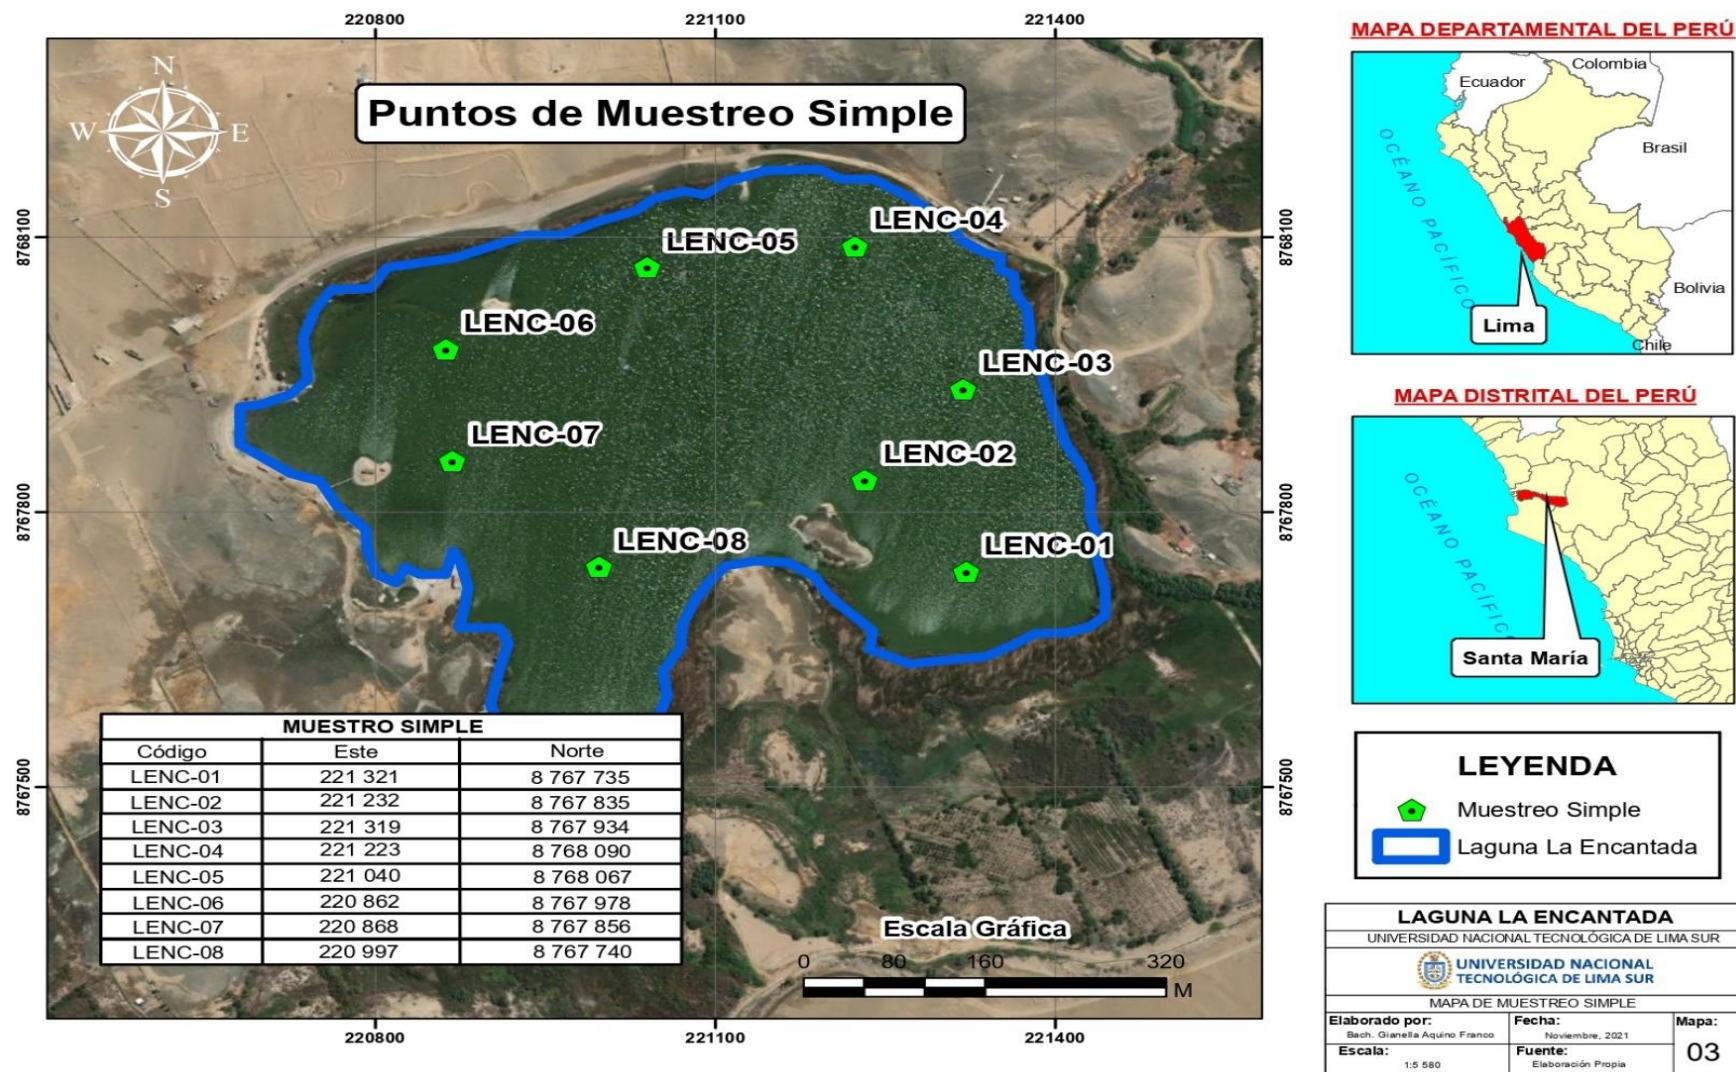 220800 221100 221400
Puntos de Muestreo Simple
N
W E
S
8768100 8768100
8767800 8767800
8767500 8767500
LENC-04
LENC-05
LENC-06
LENC-03
LENC-07
LENC-02
LENC-08
LENC-01
MUESTRO SIMPLE
Código Este Norte
LENC-01 221 321 8 767 735
LENC-02 221 232 8 767 835
LENC-03 221 319 8 767 934
LENC-04 221 223 8 768 090
LENC-05 221 040 8 768 067
LENC-06 220 862 8 767 978
LENC-07 220 868 8 767 856
LENC-08 220 997 8 767 740
Escala Gráfica
0 80 160 320
M
220800 221100 221400
MAPA DEPARTAMENTAL DEL PERÚ
Colombia
Ecuador
Brasil
OCÉANO PACÍFICO
Bolivia
Lima
Chile
MAPA DISTRITAL DEL PERÚ
OCÉANO PACÍFICO
Santa María
LEYENDA
Muestreo Simple
Laguna La Encantada
LAGUNA LA ENCANTADA
UNIVERSIDAD NACIONAL TECNOLÓGICA DE LIMA SUR
UNIVERSIDAD NACIONAL
TECNOLÓGICA DE LIMA SUR
MAPA DE MUESTREO SIMPLE
Elaborado por: Fecha: Mapa:
Bach. Gianella Aquino Franco Noviembre, 2021
03
Escala: Fuente:
1:5 580 Elaboración Propia